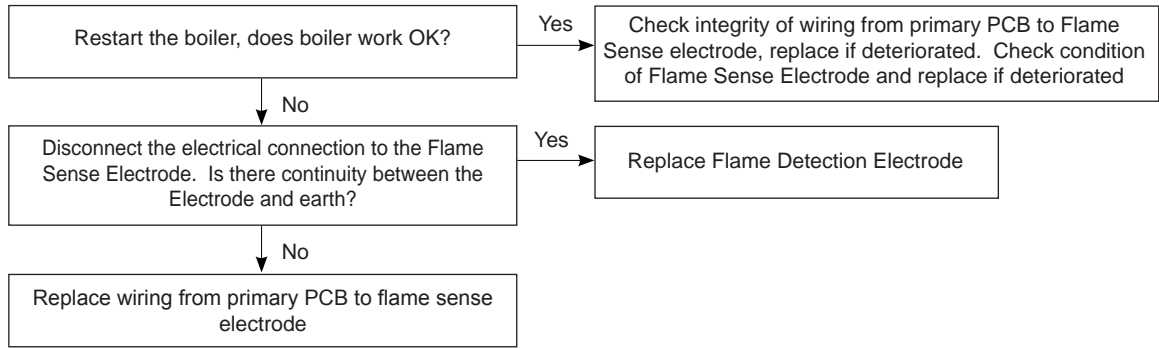 Restart the boiler, does boiler work OK?
Yes
Check integrity of wiring from primary PCB to Flame
Sense electrode, replace if deteriorated.  Check condition
of Flame Sense Electrode and replace if deteriorated
No
Disconnect the electrical connection to the Flame
Sense Electrode.  Is there continuity between the
Electrode and earth?
Yes
Replace Flame Detection Electrode
No
Replace wiring from primary PCB to flame sense
electrode